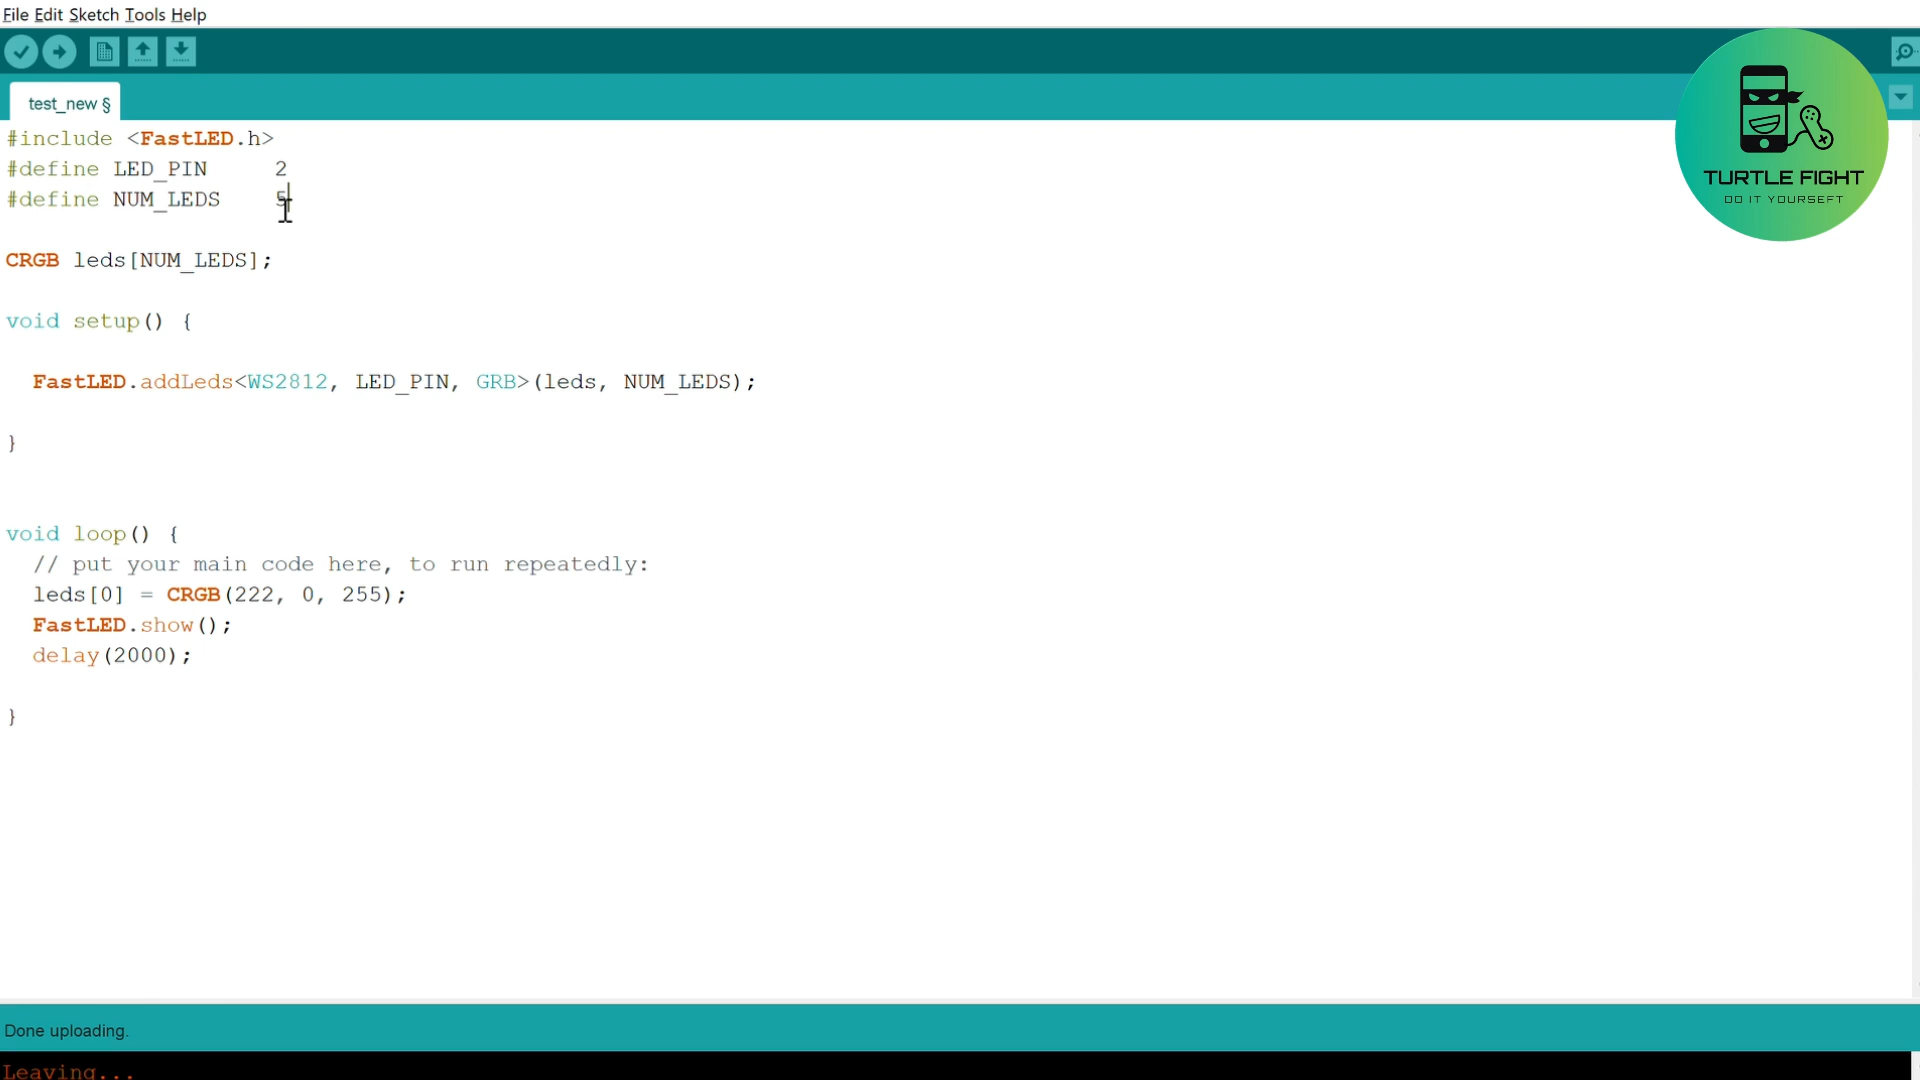 File Edit Sketch Tools Help
test_new §
#include <FastLED.h>
#define LED_PIN     2
#define NUM_LEDS    5
CRGB leds[NUM_LEDS];
void setup() {
FastLED.addLeds<WS2812, LED_PIN, GRB>(leds, NUM_LEDS);
}
void loop() {
// put your main code here, to run repeatedly:
leds[0] = CRGB(222, 0, 255);
FastLED.show();
delay(2000);
}
TURTLE FIGHT
DO IT YOURSEFT
Done uploading.
Leaving...